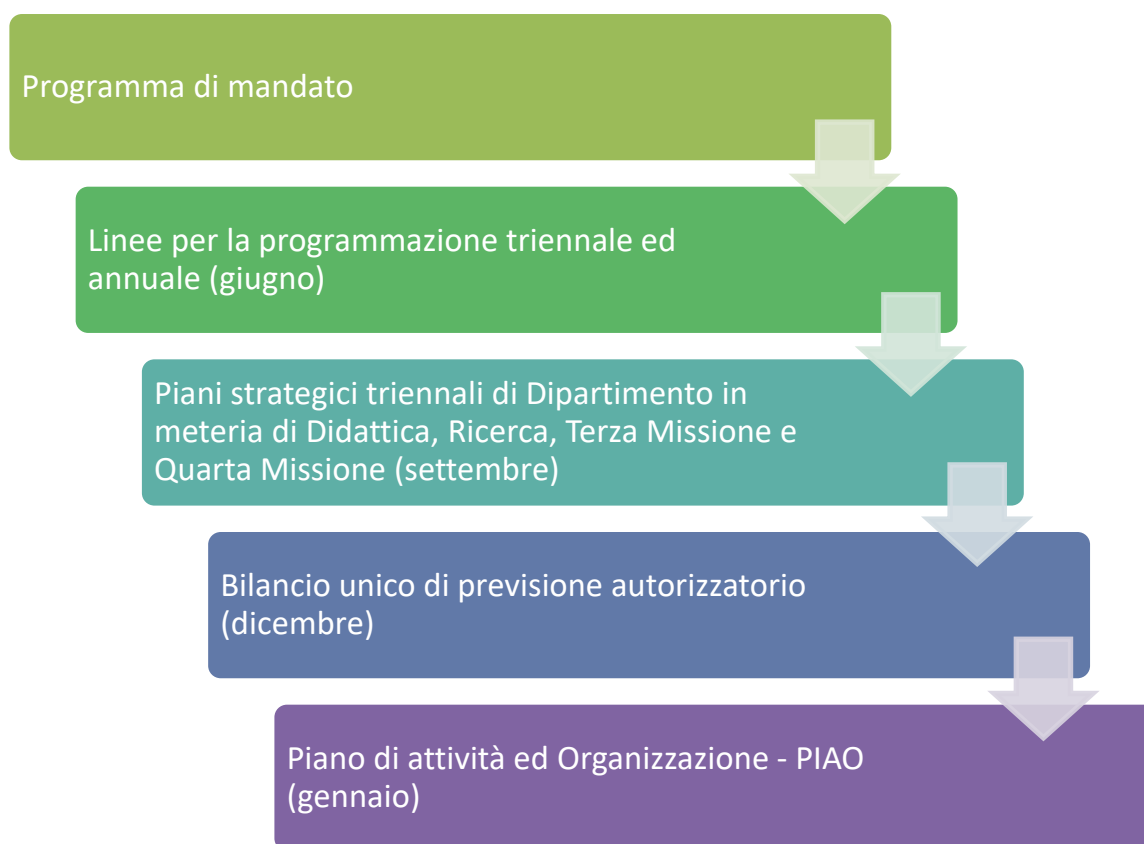 Programma di mandato
Linee per la programmazione triennale ed
annuale (giugno)
Piani strategici triennali di Dipartimento in
meteria di Didattica, Ricerca, Terza Missione e
Quarta Missione (settembre)
Bilancio unico di previsione autorizzatorio
(dicembre)
Piano di attività ed Organizzazione - PIAO
(gennaio)